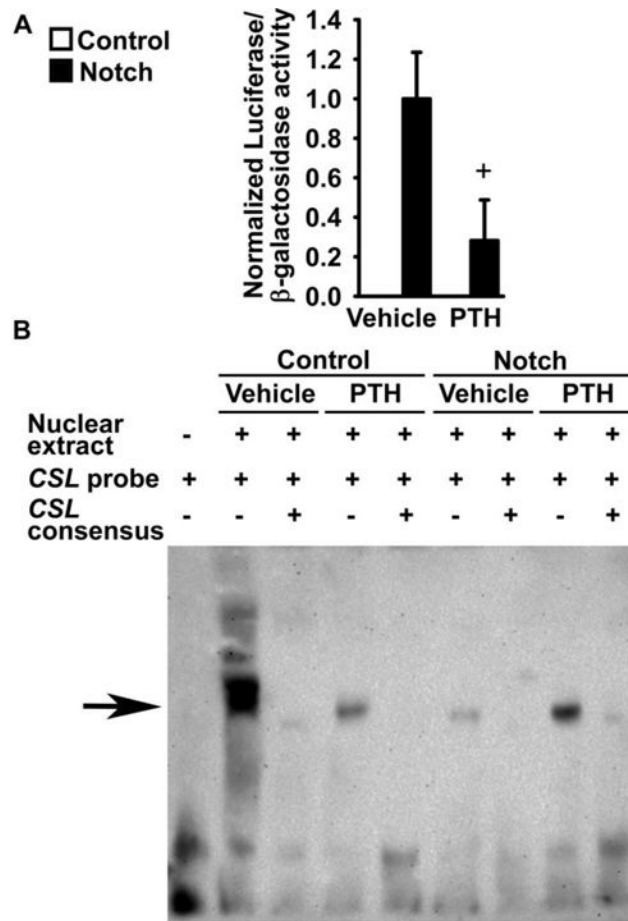 A
Control
Notch
Normalized Luciferase/
β-galactosidase activity
1.4
1.2
1.0
0.8
0.6
0.4
0.2
0.0
+
Vehicle PTH
B
Control Notch
Vehicle PTH Vehicle PTH
Nuclear
extract
- + + + + + + + +
CSL probe + + + + + + + + +
CSL
consensus
- - + - + - + - +